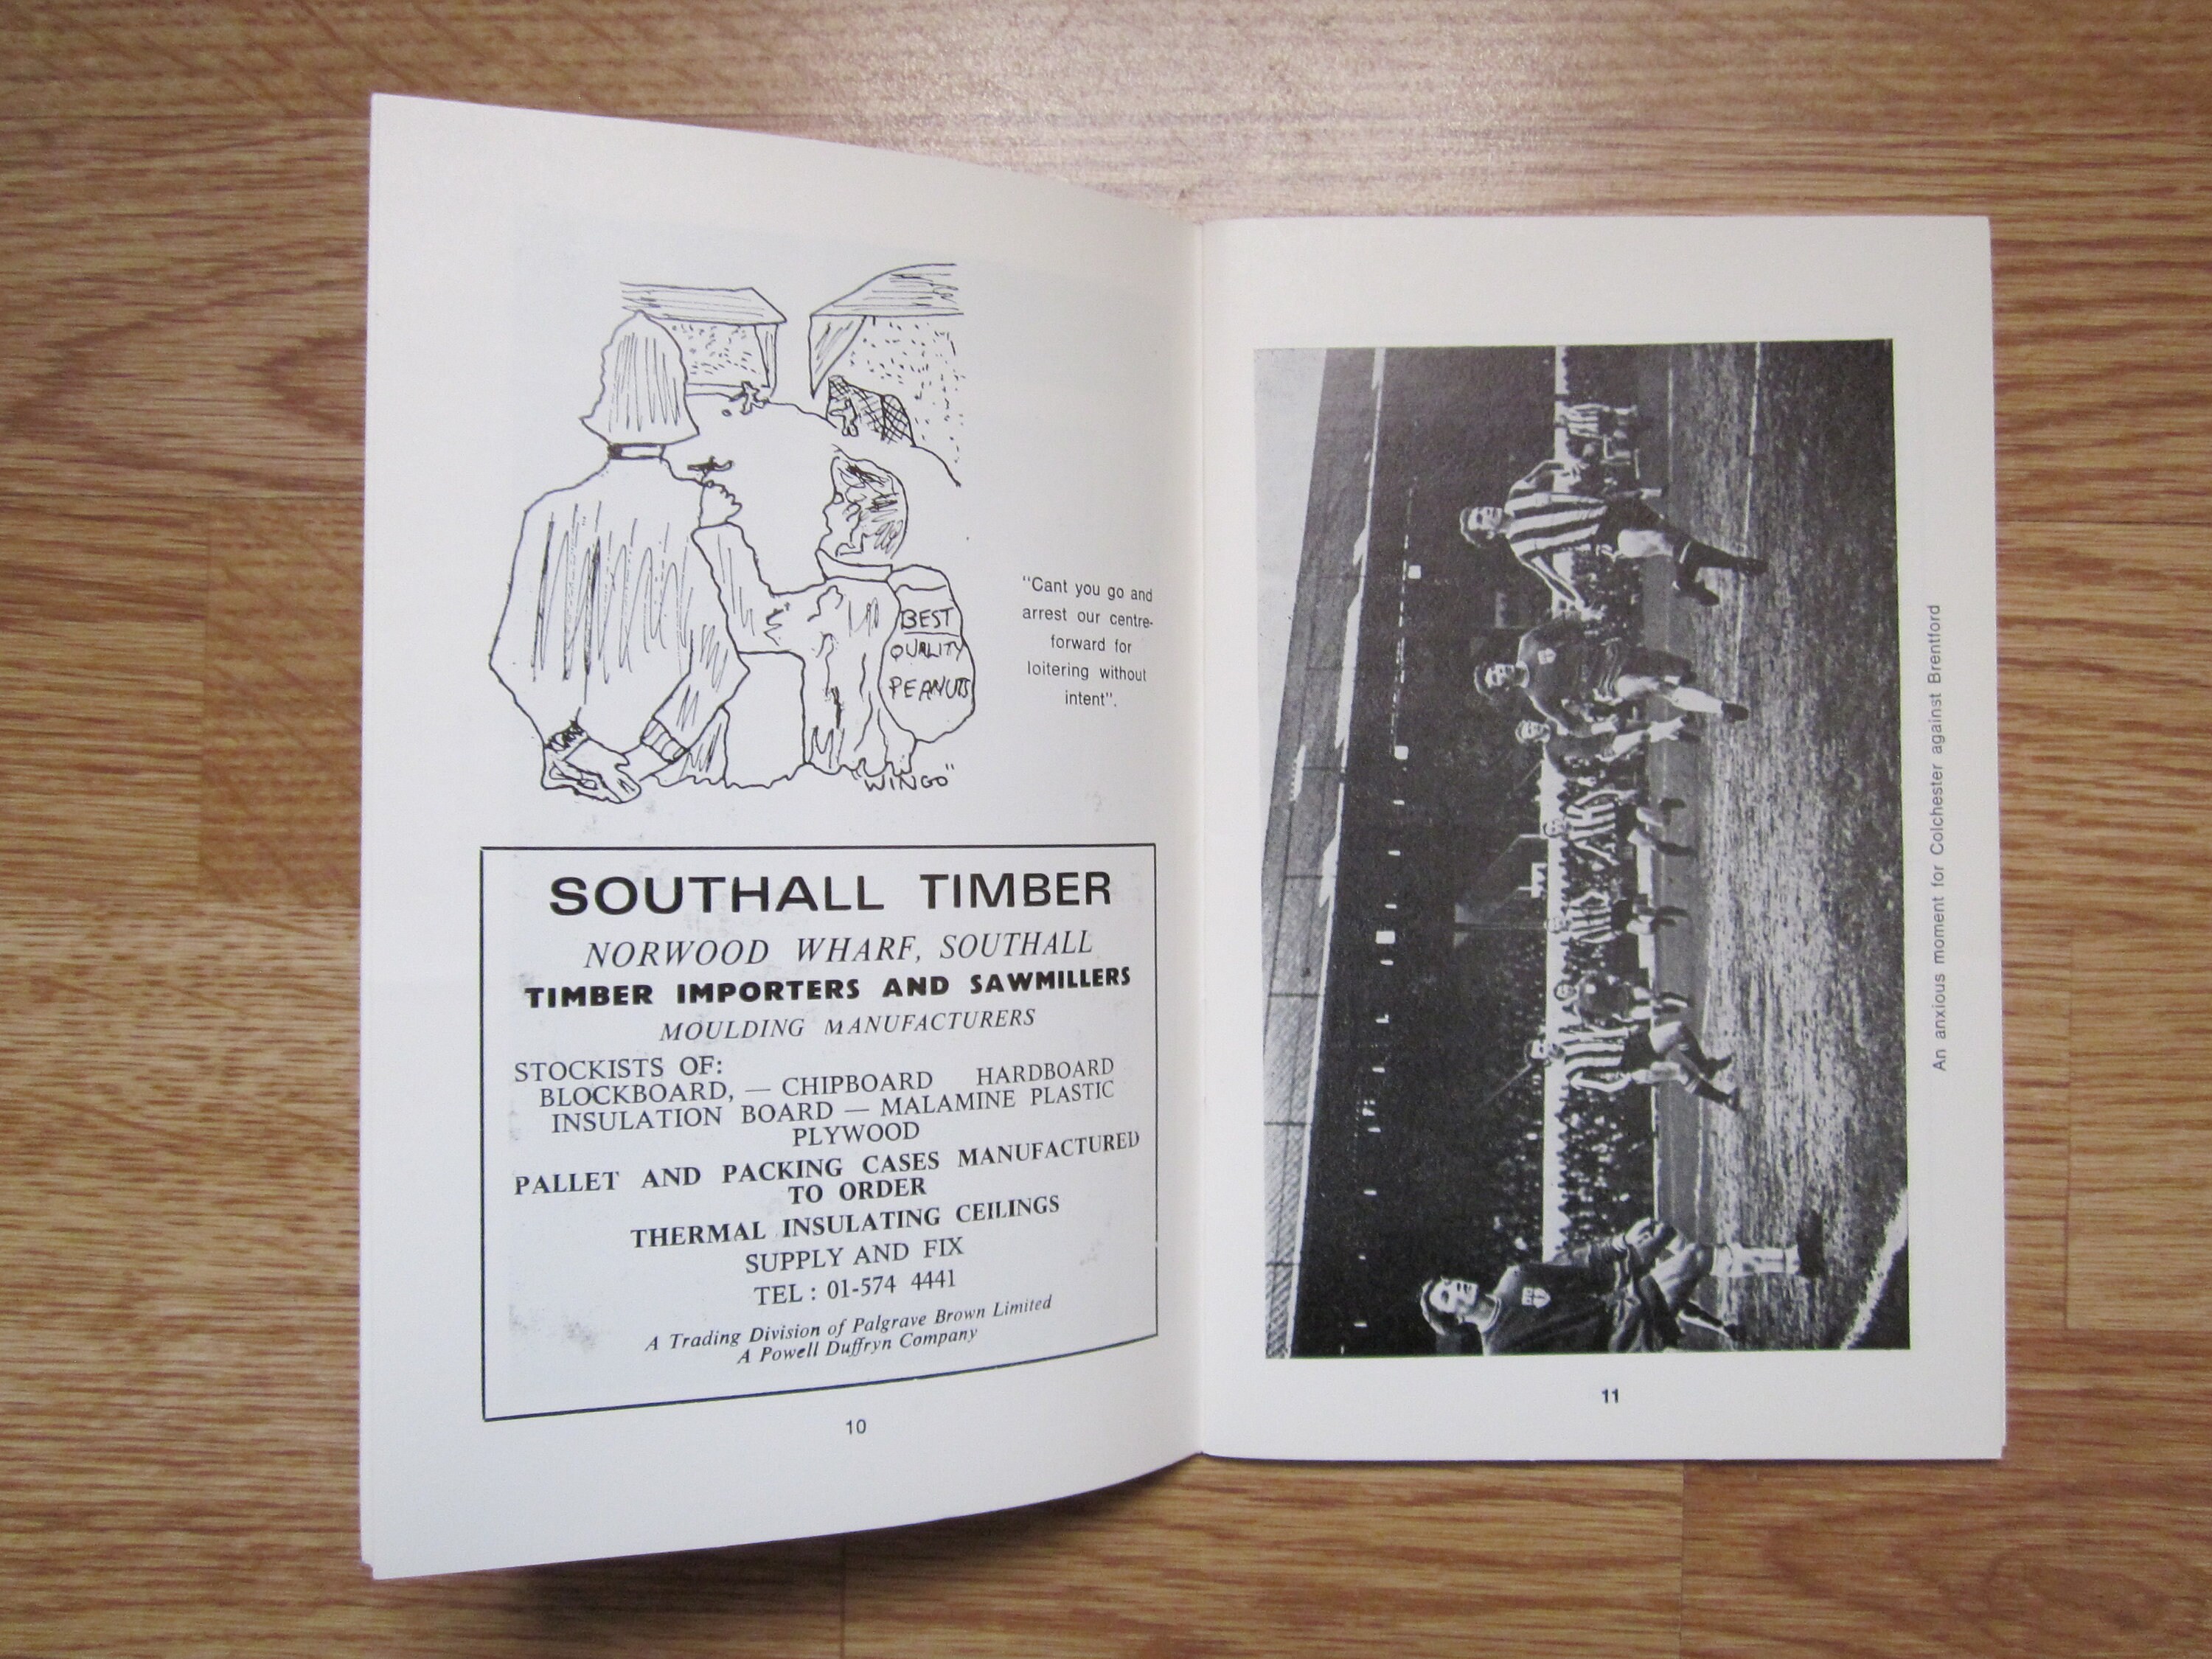 BEST
QUALITY
PEANUTS
"WINGO"
"Cant you go and
arrest our centre-
forward for
loitering without
intent".
SOUTHALL TIMBER
NORWOOD WHARF, SOUTHALL
TIMBER IMPORTERS AND SAWMILLERS
MOULDING MANUFACTURERS
STOCKISTS OF:
BLOCKBOARD, — CHIPBOARD HARDBOARD
INSULATION BOARD — MALAMINE PLASTIC
PLYWOOD
PALLET AND PACKING CASES MANUFACTURED
TO ORDER
THERMAL INSULATING CEILINGS
SUPPLY AND FIX
TEL : 01-574 4441
A Trading Division of Palgrave Brown Limited
A Powell Duffryn Company
10
An anxious moment for Colchester against Brentford
11